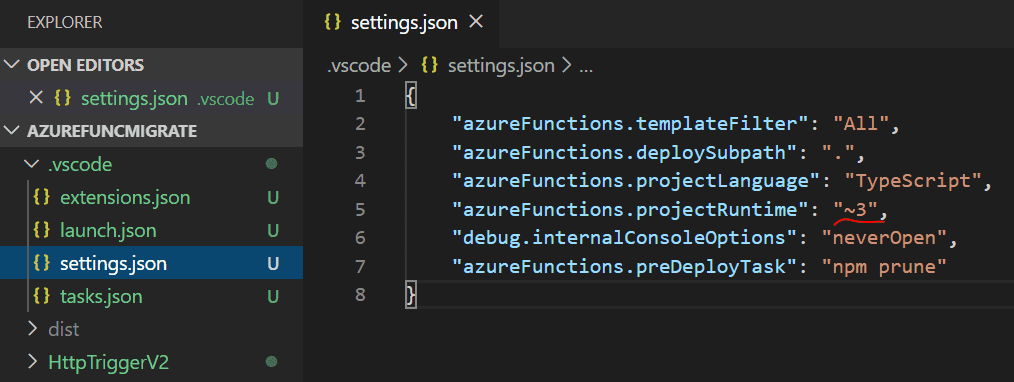 EXPLORER
OPEN EDITORS
{} settings.json .vscode U
AZUREFUNCMIGRATE
.vscode
{} extensions.json U
{} launch.json U
{} settings.json U
{} tasks.json U
dist
HttpTriggerV2
{} settings.json
.vscode > {} settings.json > ...
1 {
2 "azureFunctions.templateFilter": "All",
3 "azureFunctions.deploySubpath": ".",
4 "azureFunctions.projectLanguage": "TypeScript",
5 "azureFunctions.projectRuntime": "~3",
6 "debug.internalConsoleOptions": "neverOpen",
7 "azureFunctions.preDeployTask": "npm prune"
8 }